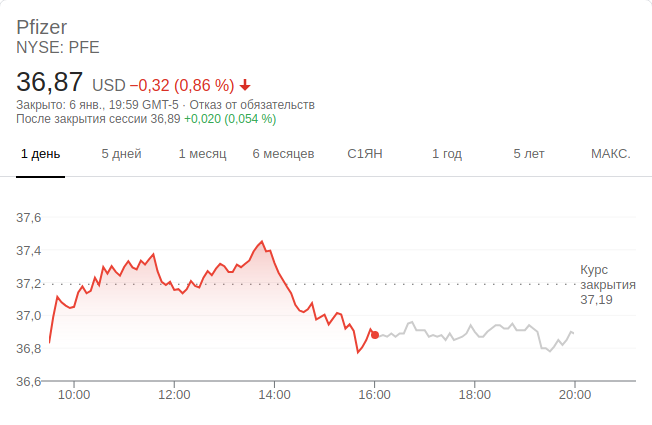 Pfizer
NYSE: PFE
36,87 USD −0,32 (0,86 %)
Закрыто: 6 янв., 19:59 GMT-5 · Отказ от обязательств
После закрытия сессии 36,89 +0,020 (0,054 %)
1 день 5 дней 1 месяц 6 месяцев С1ЯН 1 год 5 лет МАКС.
37,6
37,4
37,2
37,0
36,8
36,6
Курс
закрытия
37,19
10:00 12:00 14:00 16:00 18:00 20:00